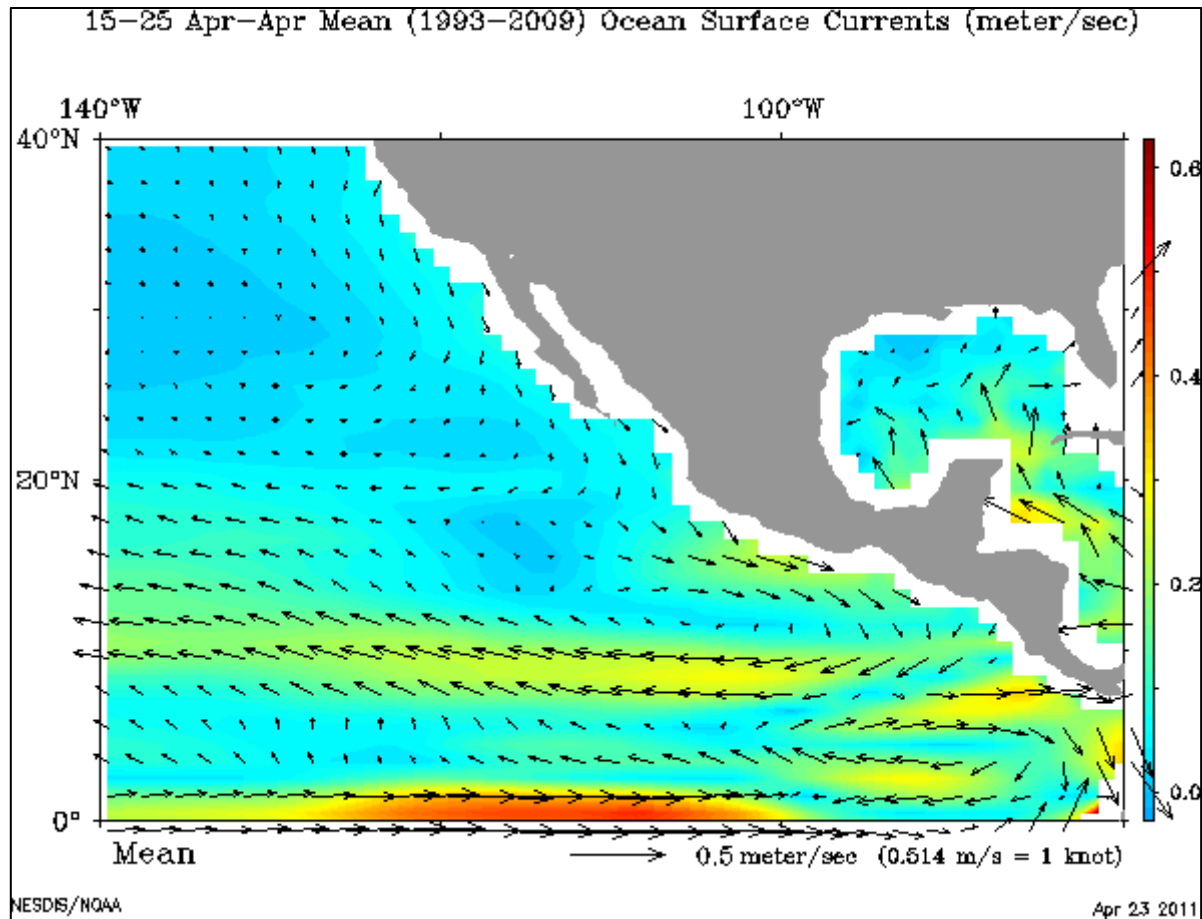 15-25 Apr-Apr Mean (1993-2009) Ocean Surface Currents (meter/sec)
140°W 100°W
40°N
0.6
0.4
20°N
0.2
0.0
0°
Mean 0.5 meter/sec (0.514 m/s = 1 knot)
NESDIS/NOAA Apr 23 2011